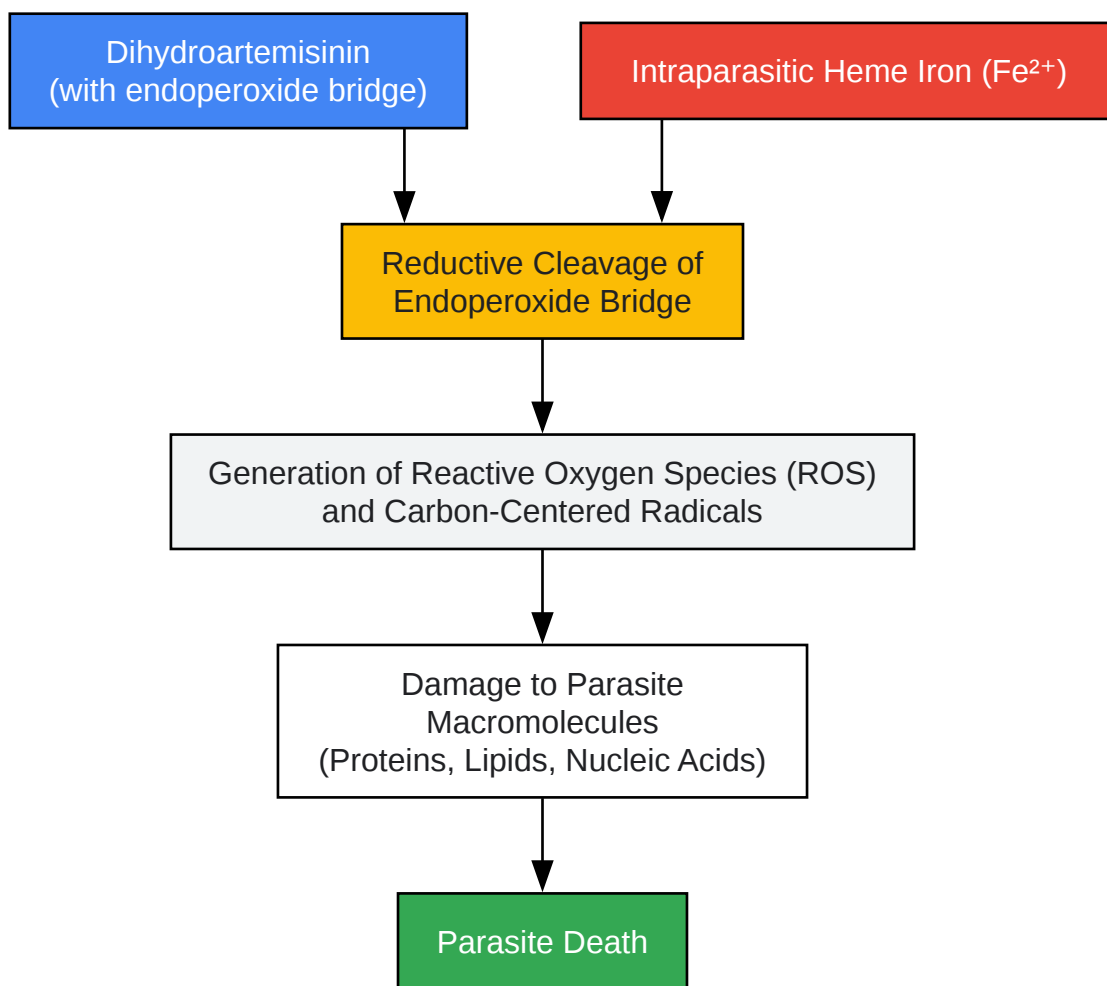 Dihydroartemisinin
(with endoperoxide bridge)
Intraparasitic Heme Iron (Fe²⁺)
Reductive Cleavage of
Endoperoxide Bridge
Generation of Reactive Oxygen Species (ROS)
and Carbon-Centered Radicals
Damage to Parasite
Macromolecules
(Proteins, Lipids, Nucleic Acids)
Parasite Death